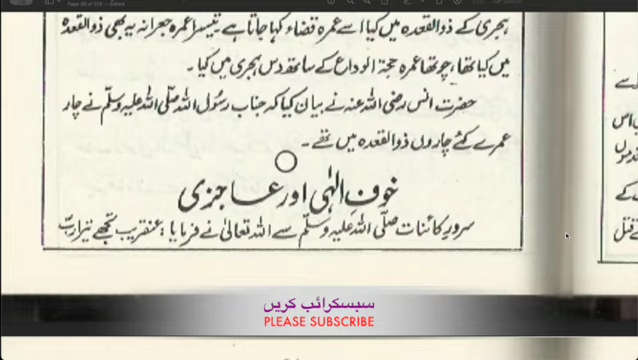 ہجری کے ذوالقعدہ میں کیا اسے عمرہ قضاء کہا جاتا ہے تیسرا عمرہ جعرانہ یہ بھی ذوالقعدہ
میں کیا تھا، چوتھا عمرہ حجۃ الوداع کے ساتھ دس ہجری میں کیا۔
حضرت انس رضی اللہ عنہ نے بیان کیا کہ جناب رسول اللہ صلی اللہ علیہ وسلم نے چار
عمرے کئے چاروں ذوالقعدہ میں تھے۔
خوفِ الٰہی اور عاجزی
سرورِ کائنات صلی اللہ علیہ وسلم سے اللہ تعالیٰ نے فرمایا: عنقریب تجھے تیرا رب
سبسکرائب کریں
PLEASE SUBSCRIBE